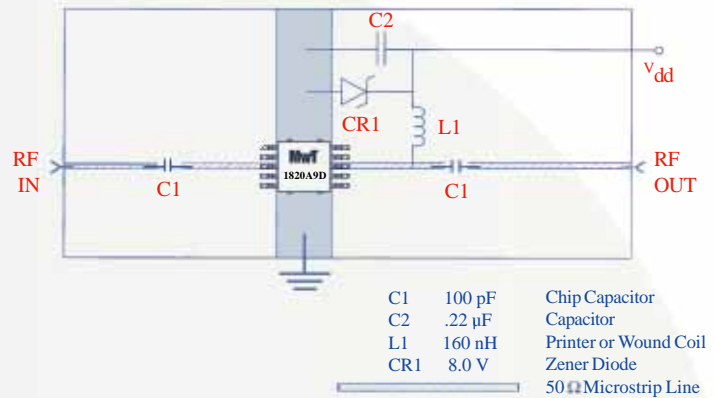 C2
Vdd
CR1
L1
RF IN
C1
MwT
1820A9D
C1
RF OUT
C1 100 pF Chip Capacitor
C2 .22 µF Capacitor
L1 160 nH Printer or Wound Coil
CR1 8.0 V Zener Diode
50 Ω Microstrip Line